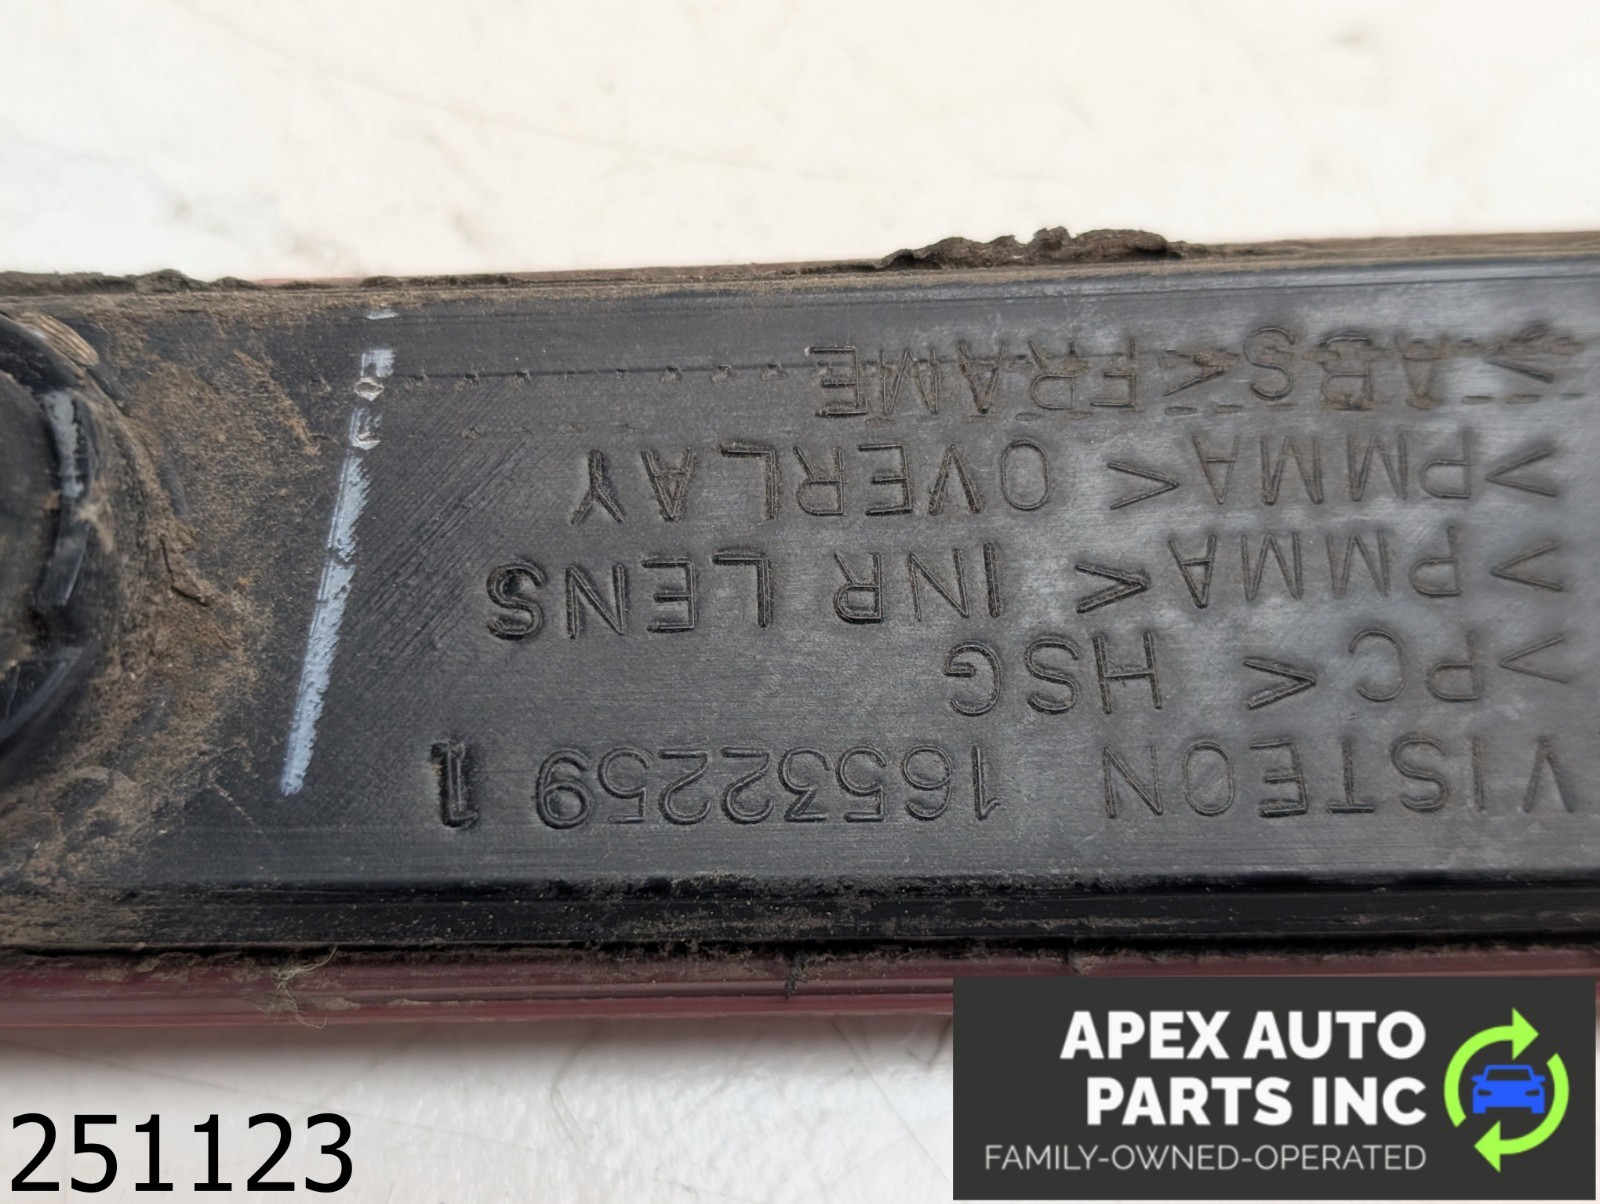 VISTEON 16532259 1
>PC< HSG
>PMMA< INR LENS
>PMMA< OVERLAY
>ABS< FRAME
APEX AUTO
PARTS INC
FAMILY-OWNED-OPERATED
251123